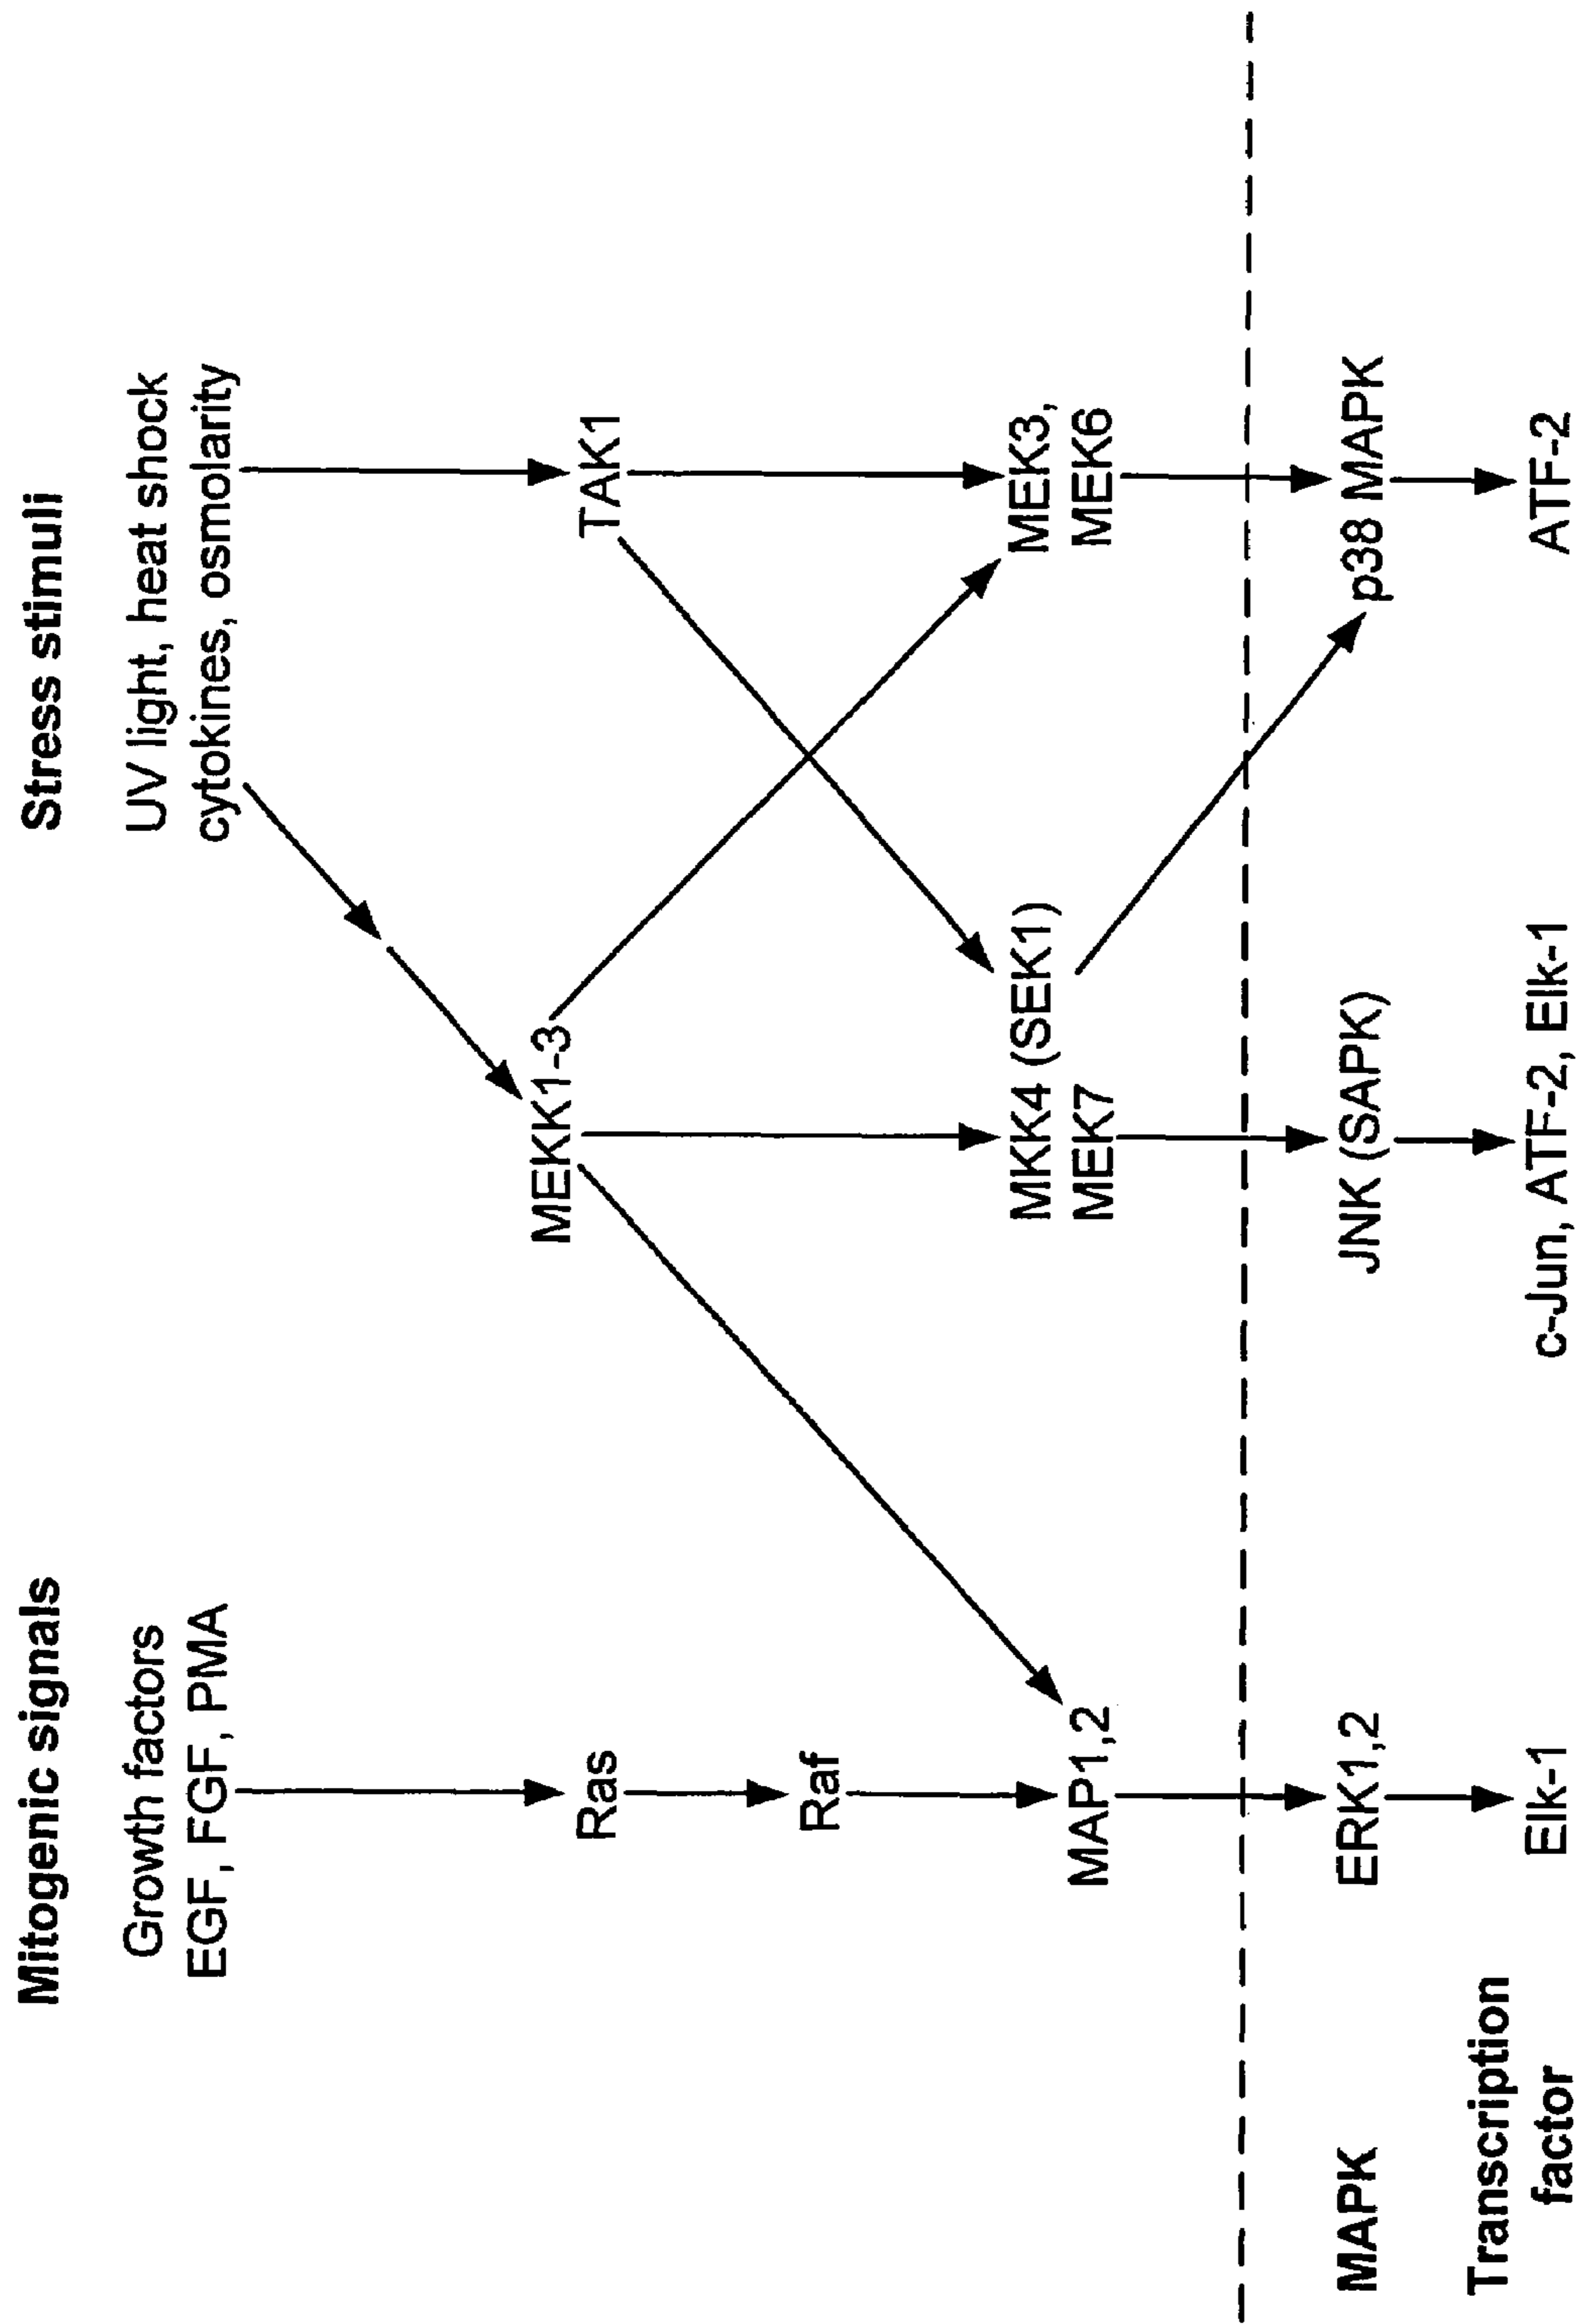 Mitogenic signals
Stress stimuli
Growth factors
EGF, FGF, PMA
UV light, heat shock
cytokines, osmolarity
MEKK1-3
Ras
TAK1
Raf
MAP1,2
MKK4 (SEK1)
MEK7
MEK3,
MEK6
MAPK
ERK1,2
JNK (SAPK)
p38 MAPK
Transcription
factor
Elk-1
c-Jun, ATF-2, Elk-1
ATF-2